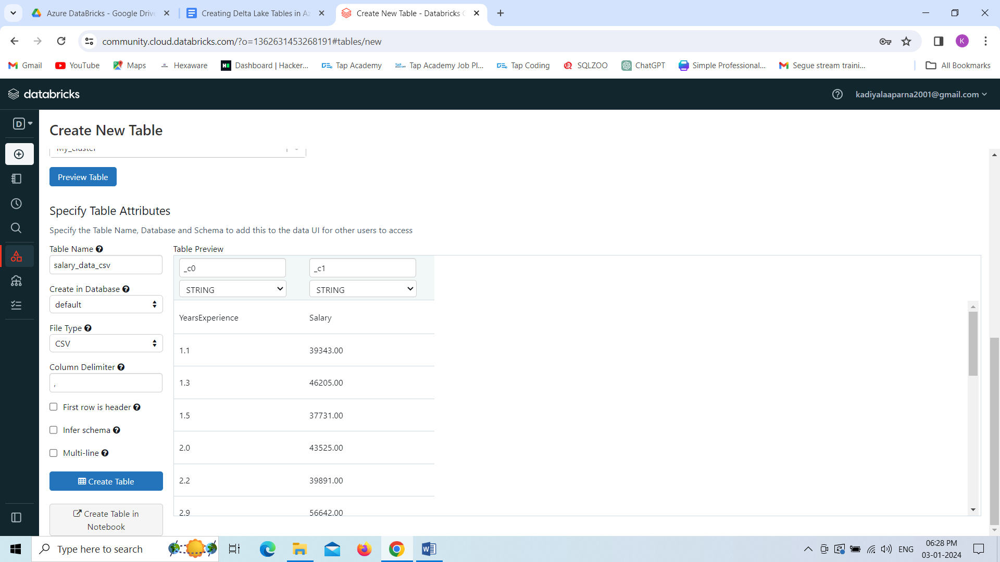 Azure DataBricks - Google Drive
Creating Delta Lake Tables in Az
Create New Table - Databricks C
community.cloud.databricks.com/?o=1362631453268191#tables/new
K
Gmail
YouTube
Maps
Hexaware
Dashboard | Hacker...
Tap Academy
Tap Academy Job Pl...
Tap Coding
SQLZOO
ChatGPT
Simple Professional...
Segue stream traini...
All Bookmarks
databricks
kadiyalaaparna2001@gmail.com
D
Create New Table
My_cluster
Preview Table
Specify Table Attributes
Specify the Table Name, Database and Schema to add this to the data UI for other users to access
Table Name
salary_data_csv
Create in Database
default
File Type
CSV
Column Delimiter
,
First row is header
Infer schema
Multi-line
Create Table
Create Table in
Notebook
Table Preview
_c0 _c1
STRING STRING
YearsExperience Salary
1.1 39343.00
1.3 46205.00
1.5 37731.00
2.0 43525.00
2.2 39891.00
2.9 56642.00
Type here to search
ENG
06:28 PM
03-01-2024